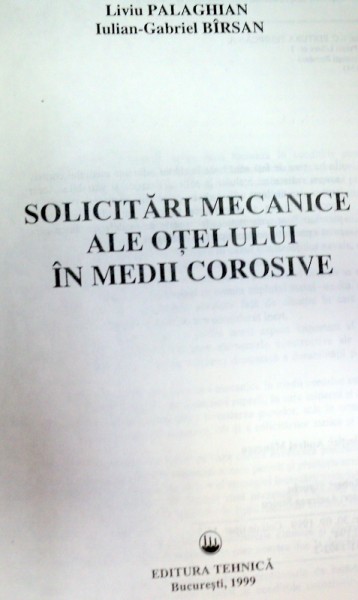 Liviu PALAGHIAN
Iulian-Gabriel BÎRSAN
SOLICITĂRI MECANICE
ALE OȚELULUI
ÎN MEDII COROSIVE
EDITURA TEHNICĂ
București, 1999